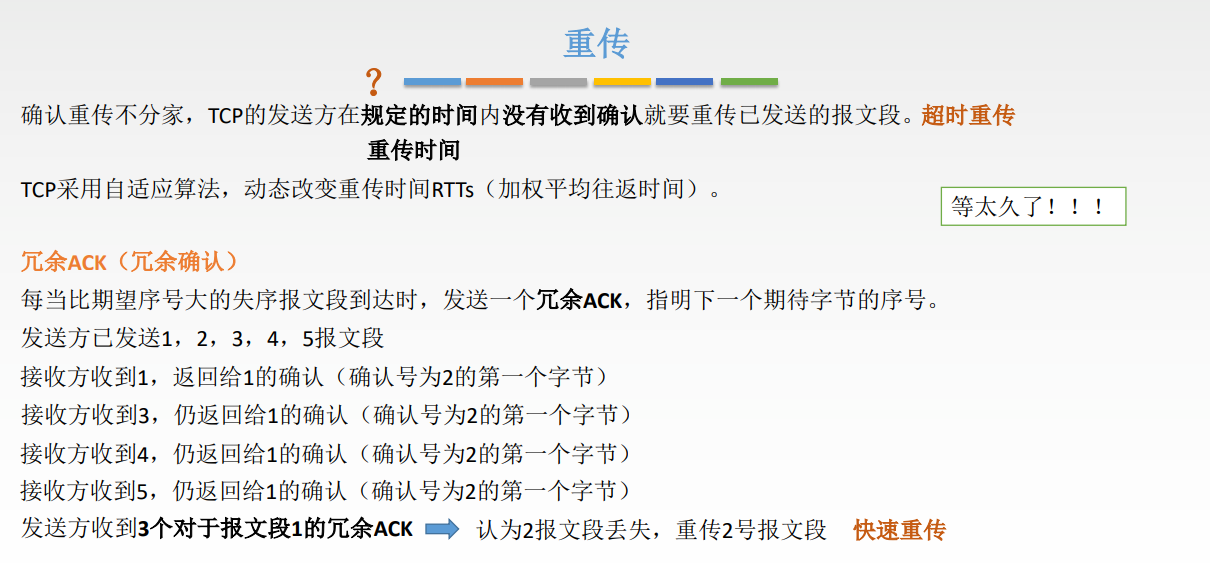 重传
?
确认重传不分家，TCP的发送方在规定的时间内没有收到确认就要重传已发送的报文段。超时重传
重传时间
TCP采用自适应算法，动态改变重传时间RTTs（加权平均往返时间）。
等太久了！！！
冗余ACK（冗余确认）
每当比期望序号大的失序报文段到达时，发送一个冗余ACK，指明下一个期待字节的序号。
发送方已发送1，2，3，4，5报文段
接收方收到1，返回给1的确认（确认号为2的第一个字节）
接收方收到3，仍返回给1的确认（确认号为2的第一个字节）
接收方收到4，仍返回给1的确认（确认号为2的第一个字节）
接收方收到5，仍返回给1的确认（确认号为2的第一个字节）
发送方收到3个对于报文段1的冗余ACK 认为2报文段丢失，重传2号报文段 快速重传